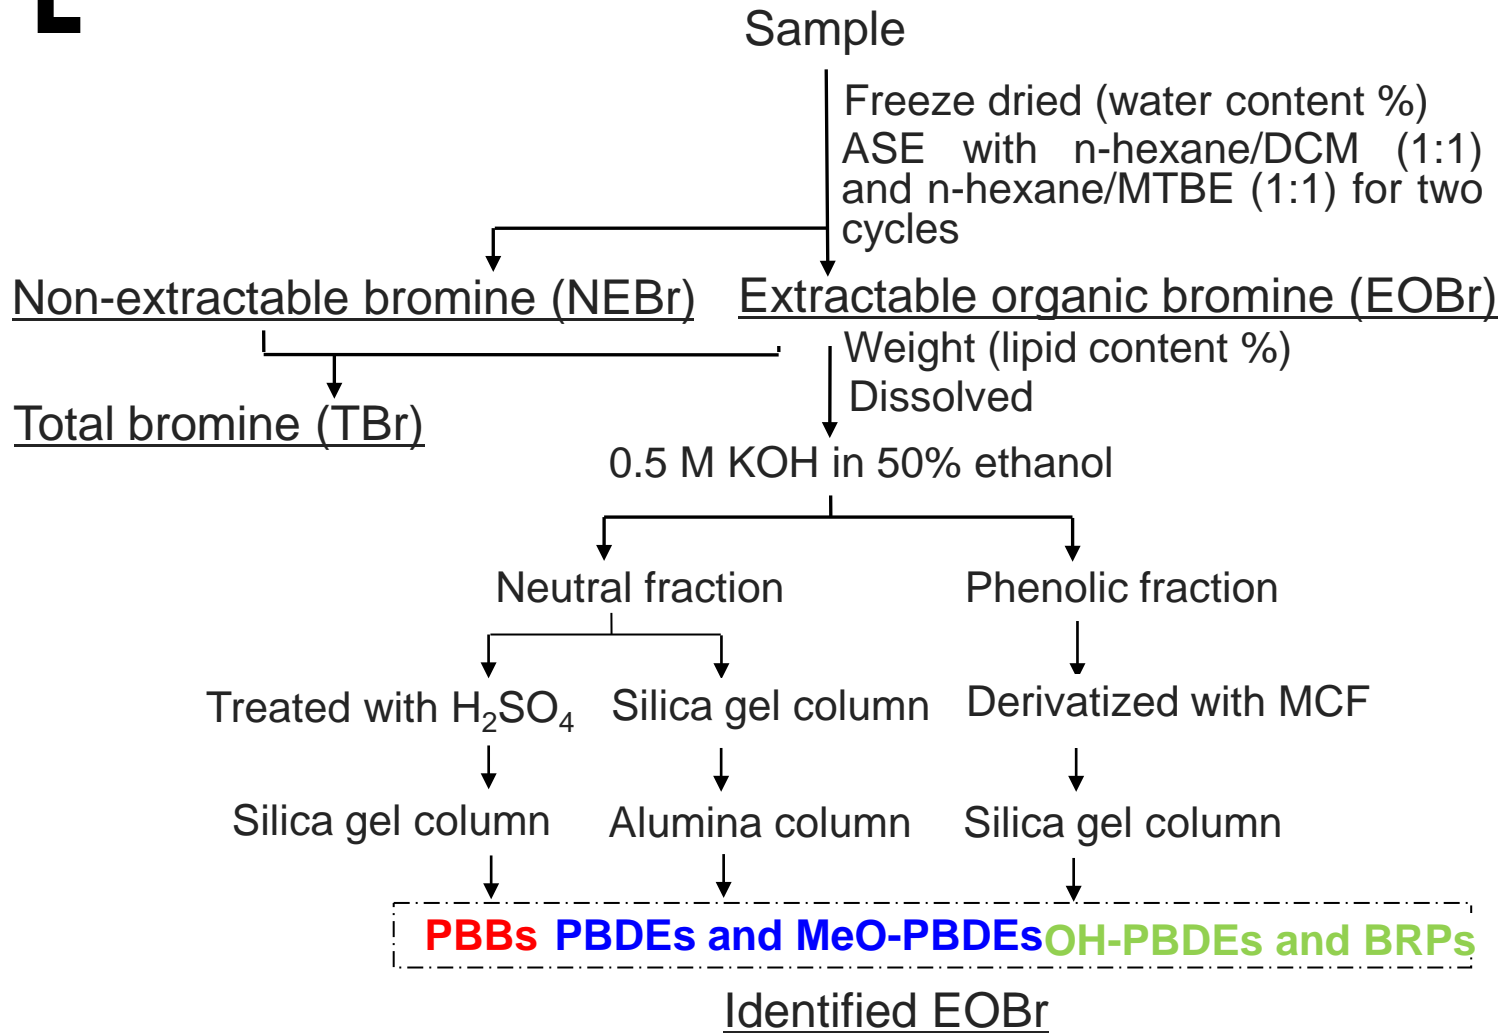 Sample
Freeze dried (water content %)
ASE with n-hexane/DCM (1:1)
and n-hexane/MTBE (1:1) for two
cycles
Non-extractable bromine (NEBr)
Extractable organic bromine (EOBr)
Weight (lipid content %)
Dissolved
Total bromine (TBr)
0.5 M KOH in 50% ethanol
Neutral fraction
Phenolic fraction
Treated with H₂SO₄
Silica gel column
Derivatized with MCF
Silica gel column
Alumina column
Silica gel column
PBBs
PBDEs and MeO-PBDEs
OH-PBDEs and BRPs
Identified EOBr